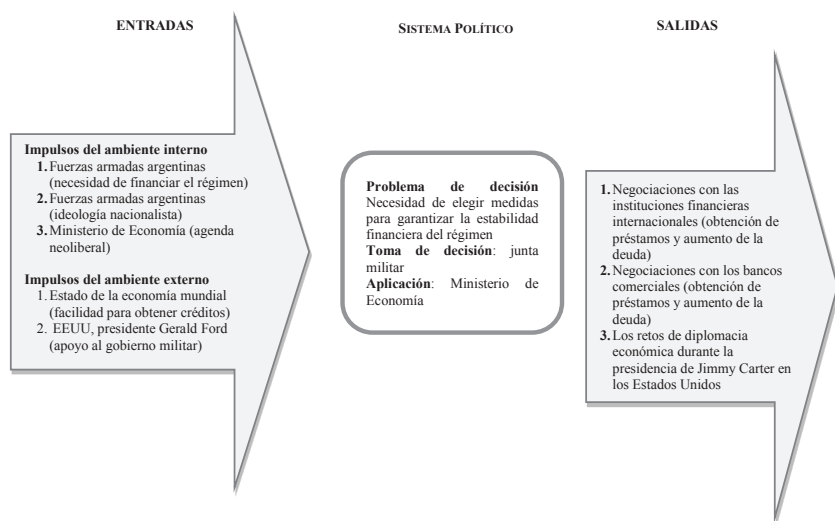 ENTRADAS
Impulsos del ambiente interno
1. Fuerzas armadas argentinas
(necesidad de financiar el régimen)
2. Fuerzas armadas argentinas
(ideología nacionalista)
3. Ministerio de Economía (agenda
neoliberal)
Impulsos del ambiente externo
1. Estado de la economía mundial
(facilidad para obtener créditos)
2. EEUU, presidente Gerald Ford
(apoyo al gobierno militar)
SISTEMA POLÍTICO
Problema de decisión
Necesidad de elegir medidas
para garantizar la estabilidad
financiera del régimen
Toma de decisión: junta
militar
Aplicación: Ministerio de
Economía
SALIDAS
1. Negociaciones con las
instituciones financieras
internacionales (obtención de
préstamos y aumento de la
deuda)
2. Negociaciones con los bancos
comerciales (obtención de
préstamos y aumento de la
deuda)
3. Los retos de diplomacia
económica durante la
presidencia de Jimmy Carter en
los Estados Unidos